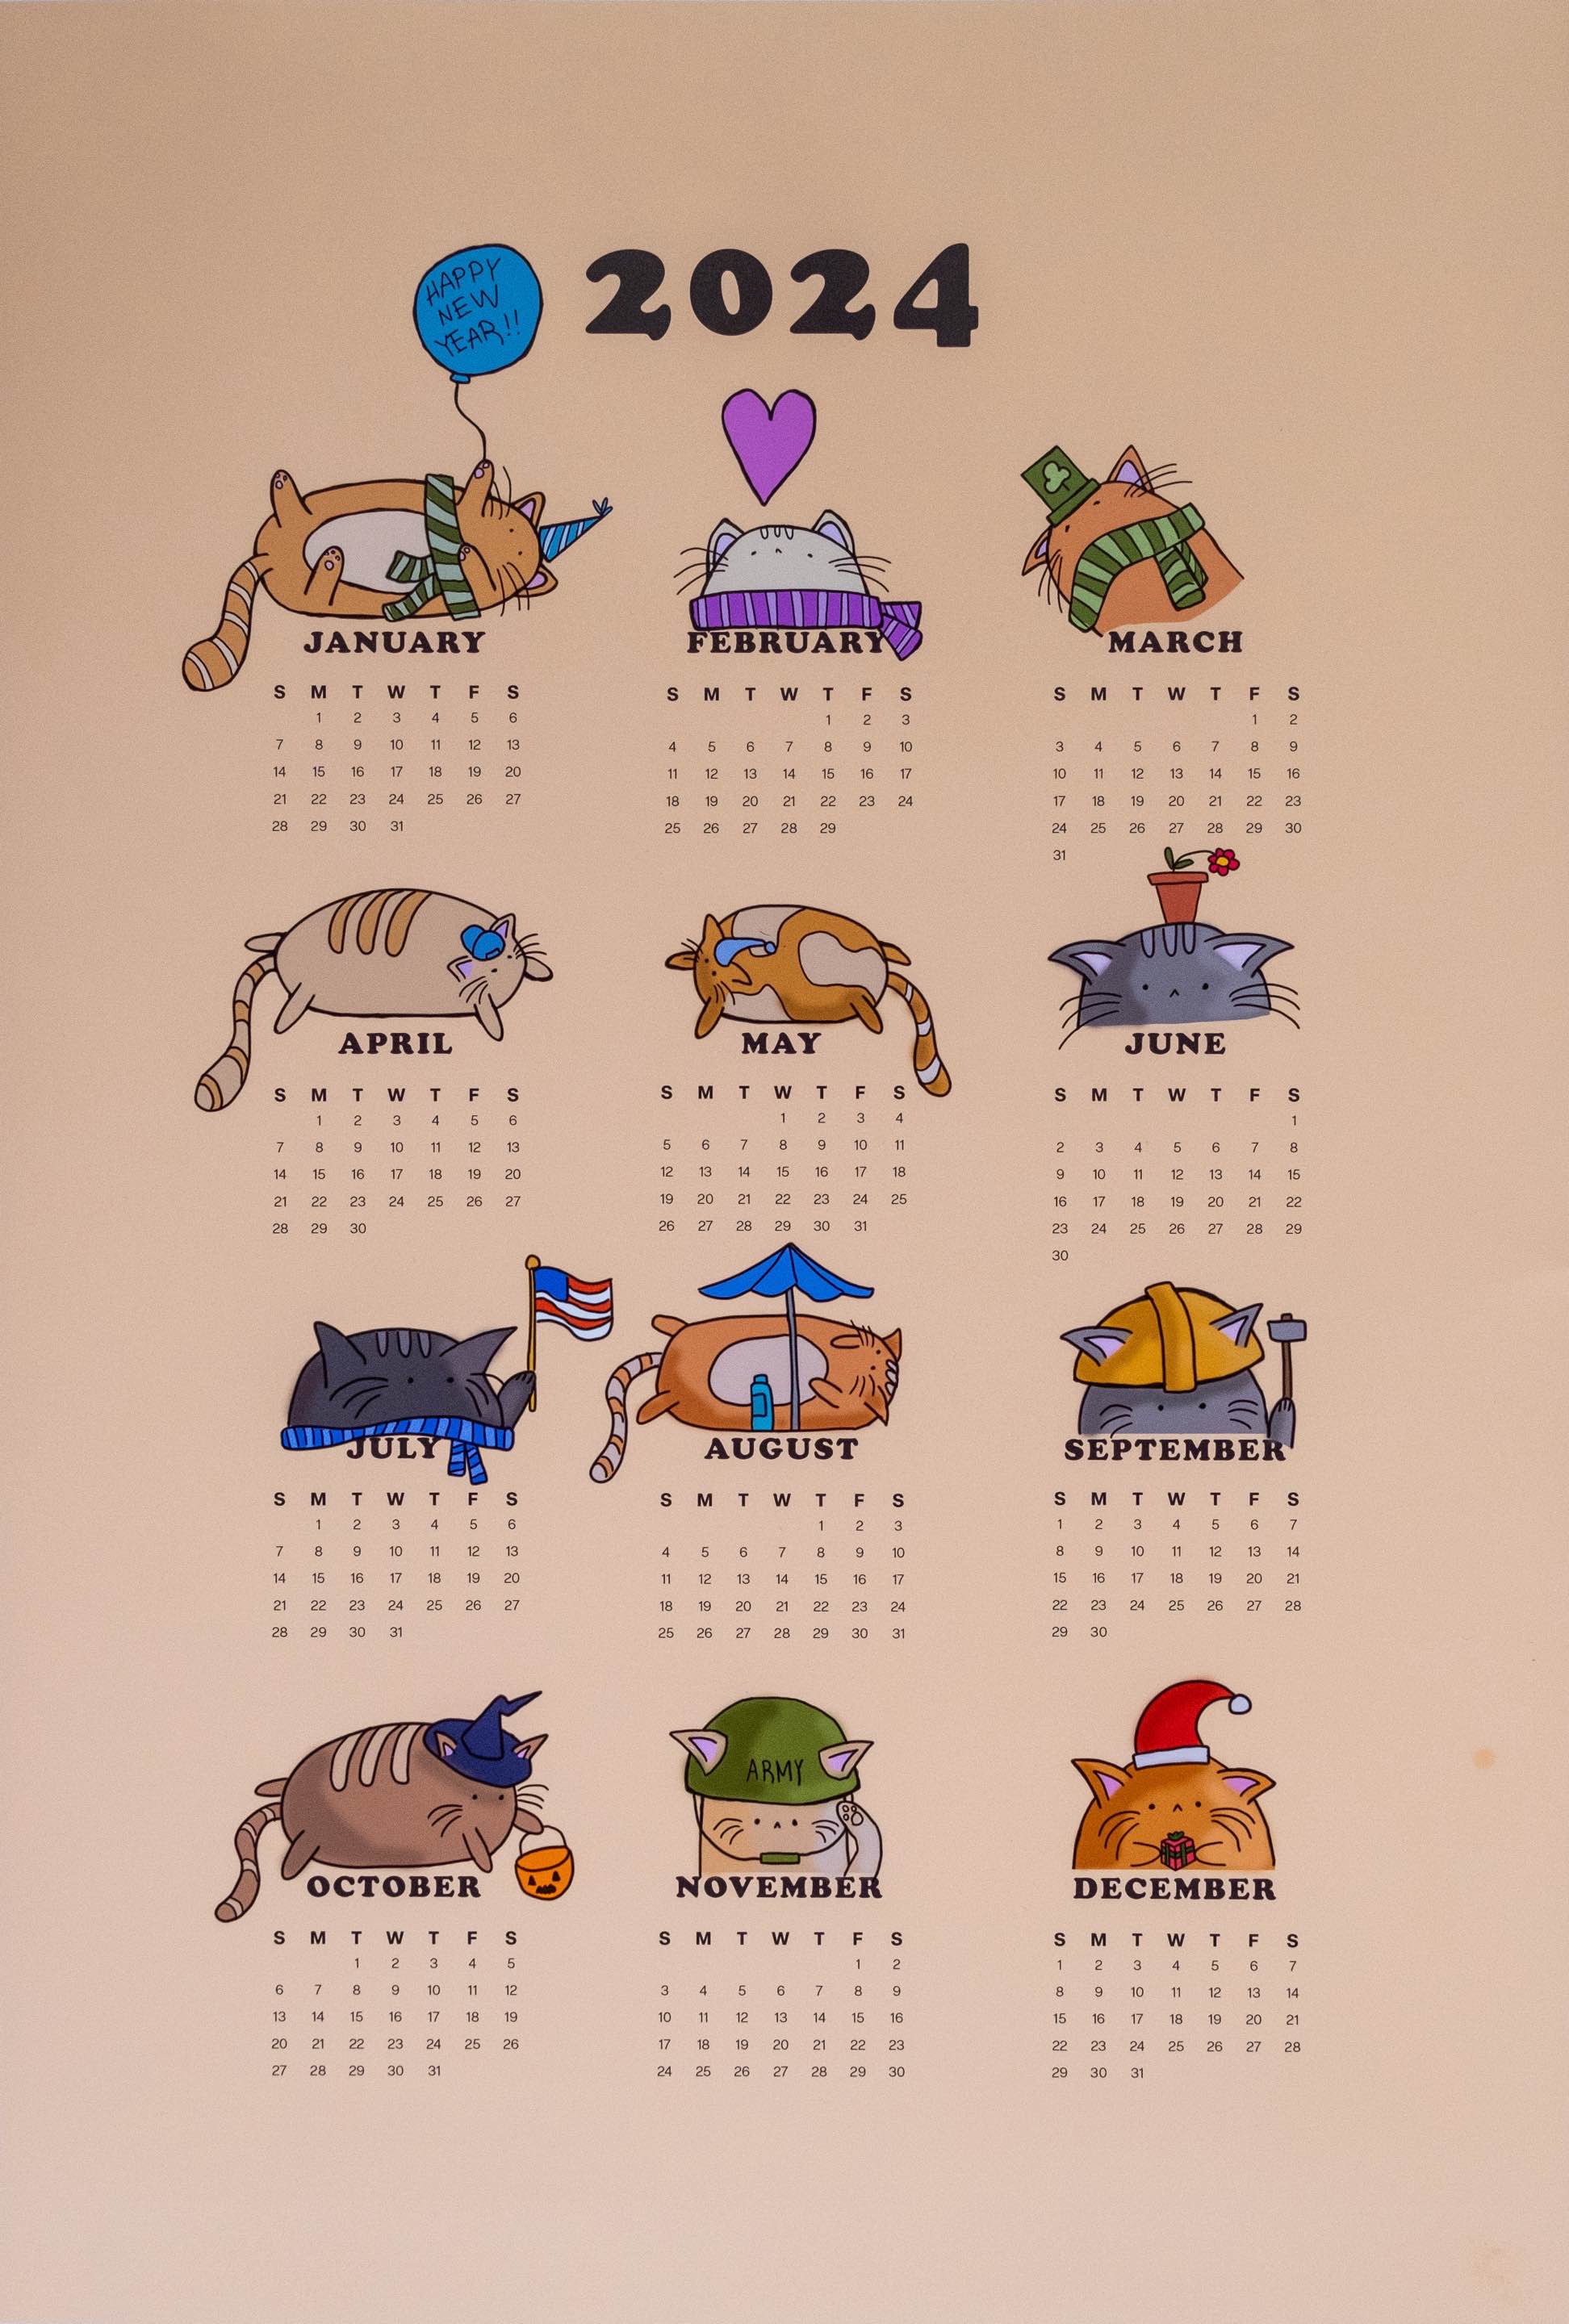 HAPPY
NEW
YEAR!!
2024
JANUARY
S M T W T F S
1 2 3 4 5 6
7 8 9 10 11 12 13
14 15 16 17 18 19 20
21 22 23 24 25 26 27
28 29 30 31
FEBRUARY
S M T W T F S
1 2 3
4 5 6 7 8 9 10
11 12 13 14 15 16 17
18 19 20 21 22 23 24
25 26 27 28 29
MARCH
S M T W T F S
1 2
3 4 5 6 7 8 9
10 11 12 13 14 15 16
17 18 19 20 21 22 23
24 25 26 27 28 29 30
31
APRIL
S M T W T F S
1 2 3 4 5 6
7 8 9 10 11 12 13
14 15 16 17 18 19 20
21 22 23 24 25 26 27
28 29 30
MAY
S M T W T F S
1 2 3 4
5 6 7 8 9 10 11
12 13 14 15 16 17 18
19 20 21 22 23 24 25
26 27 28 29 30 31
JUNE
S M T W T F S
1
2 3 4 5 6 7 8
9 10 11 12 13 14 15
16 17 18 19 20 21 22
23 24 25 26 27 28 29
30
JULY
S M T W T F S
1 2 3 4 5 6
7 8 9 10 11 12 13
14 15 16 17 18 19 20
21 22 23 24 25 26 27
28 29 30 31
AUGUST
S M T W T F S
1 2 3
4 5 6 7 8 9 10
11 12 13 14 15 16 17
18 19 20 21 22 23 24
25 26 27 28 29 30 31
SEPTEMBER
S M T W T F S
1 2 3 4 5 6 7
8 9 10 11 12 13 14
15 16 17 18 19 20 21
22 23 24 25 26 27 28
29 30
OCTOBER
S M T W T F S
1 2 3 4 5
6 7 8 9 10 11 12
13 14 15 16 17 18 19
20 21 22 23 24 25 26
27 28 29 30 31
ARMY
NOVEMBER
S M T W T F S
1 2
3 4 5 6 7 8 9
10 11 12 13 14 15 16
17 18 19 20 21 22 23
24 25 26 27 28 29 30
DECEMBER
S M T W T F S
1 2 3 4 5 6 7
8 9 10 11 12 13 14
15 16 17 18 19 20 21
22 23 24 25 26 27 28
29 30 31